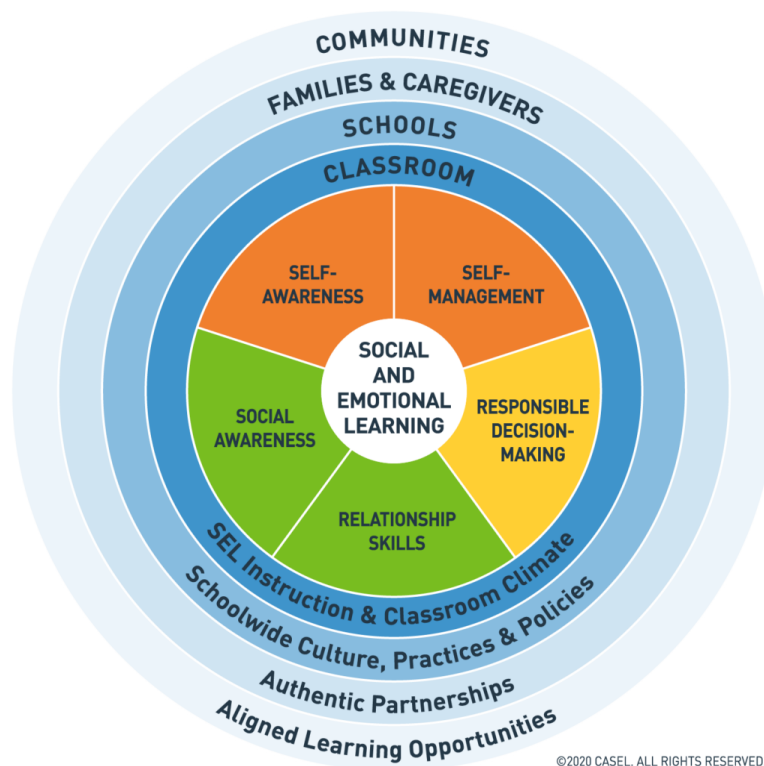 COMMUNITIES
FAMILIES & CAREGIVERS
SCHOOLS
CLASSROOM
SELF-
AWARENESS
SELF-
MANAGEMENT
SOCIAL
AND
EMOTIONAL
LEARNING
SOCIAL
AWARENESS
RESPONSIBLE
DECISION-
MAKING
RELATIONSHIP
SKILLS
SEL Instruction & Classroom Climate
Schoolwide Culture, Practices & Policies
Authentic Partnerships
Aligned Learning Opportunities
©2020 CASEL. ALL RIGHTS RESERVED